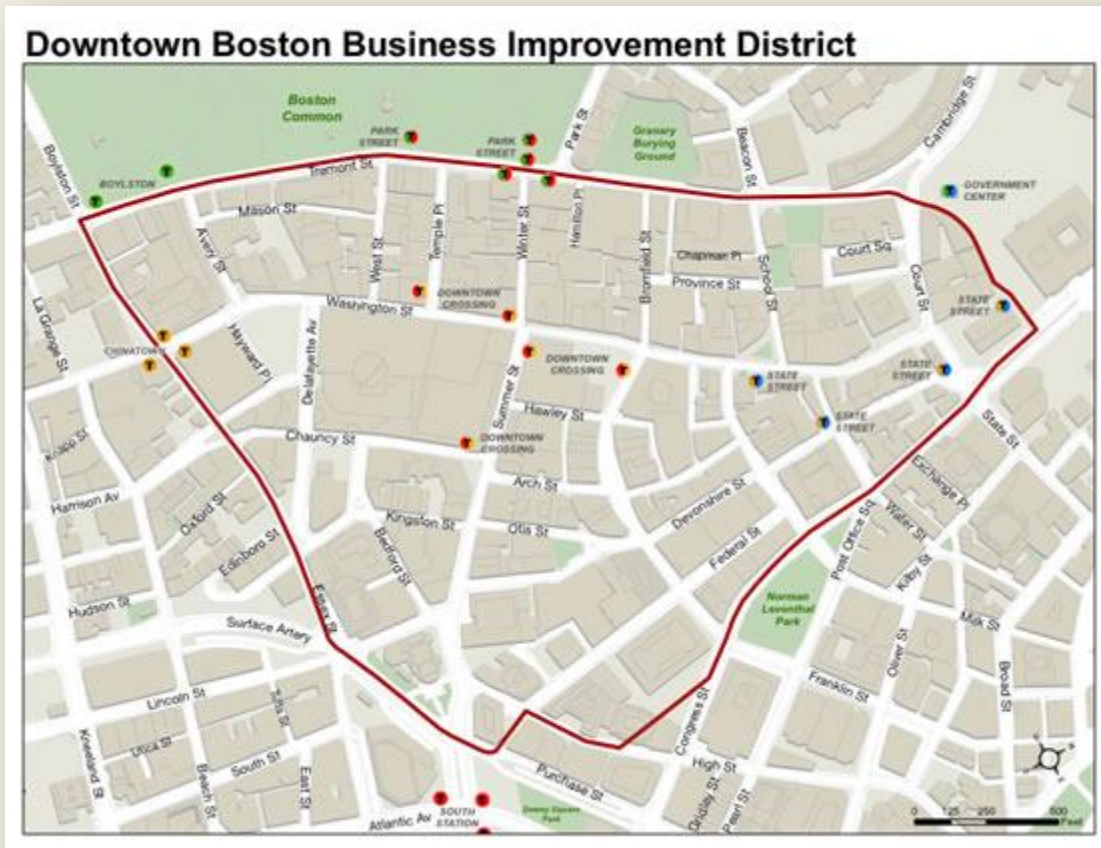 Downtown Boston Business Improvement District
Boston
Common
PARK
STREET
PARK
STREET
Park St
Granary
Burying
Ground
Beacon St
Cambridge St
Boylston St
BOYLSTON
Tremont St
GOVERNMENT
CENTER
Mason St
Avery St
West St
Temple Pl
Winter St
Hamilton Pl
Bromfield St
Chapman Pl
Province St
School St
Court Sq
Court St
STATE
STREET
La Grange St
CHINATOWN
Hayward Pl
Washington St
DOWNTOWN
CROSSING
Delafayette Av
Summer St
DOWNTOWN
CROSSING
STATE
STREET
STATE
STREET
STATE
STREET
State St
Hawley St
Knapp St
Chauncy St
DOWNTOWN
CROSSING
Arch St
Harrison Av
Oxford St
Edinboro St
Kingston St
Bedford St
Otis St
Devonshire St
Federal St
Exchange Pl
Water St
Post Office Sq
Kilby St
Hudson St
Essex St
Norman
Leventhal
Park
Milk St
Surface Artery
Oliver St
Broad St
Lincoln St
Tufts St
Franklin St
Congress St
Kneeland St
Utica St
South St
Beach St
East St
High St
Purchase St
Gridley St
Pearl St
SOUTH
STATION
Atlantic Av
Dewey Square
Park
0 125 250 500
Feet